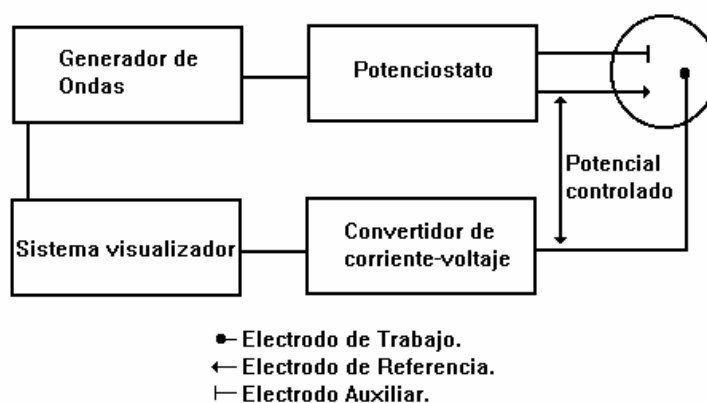 Generador de
Ondas
Potenciostato
Potencial
controlado
Sistema visualizador
Convertidor de
corriente-voltaje
Electrodo de Trabajo.
Electrodo de Referencia.
Electrodo Auxiliar.